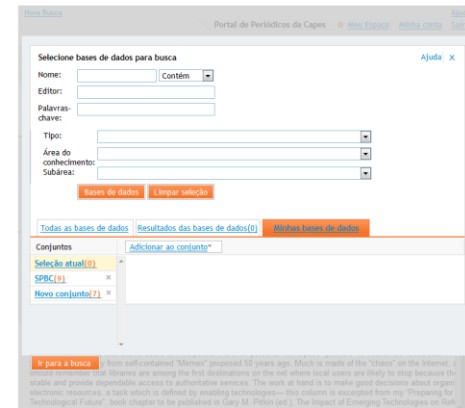 Nova Busca
Portal de Periódicos da Capes Meu Espaço Minha conta
Selecione bases de dados para busca Ajuda X
Nome: Contém
Editor:
Palavras-
chave:
Tipo:
Área do
conhecimento:
Subárea:
Bases de dados Limpar seleção
Todas as bases de dados Resultados das bases de dados(0) Minhas bases de dados
Conjuntos Adicionar ao conjunto
Seleção atual(0)
SPBC(9) ×
Novo conjunto(7) ×
Ir para a busca y from self-contained "Memex" proposed 50 years ago. Much is made of the "chaos" on the Internet,
should remember that libraries are among the first destinations on the net where local users are likely to stop because
stable and provide dependable access to authoritative services. The work at hand is to make good decisions about
electronic resources, a task which is defined by enabling technologies— this column is excerpted from my "Preparing for
Technological Future", book chapter to be published in Gary M. Pitkin (ed.), The Impact of Emerging Technologies on